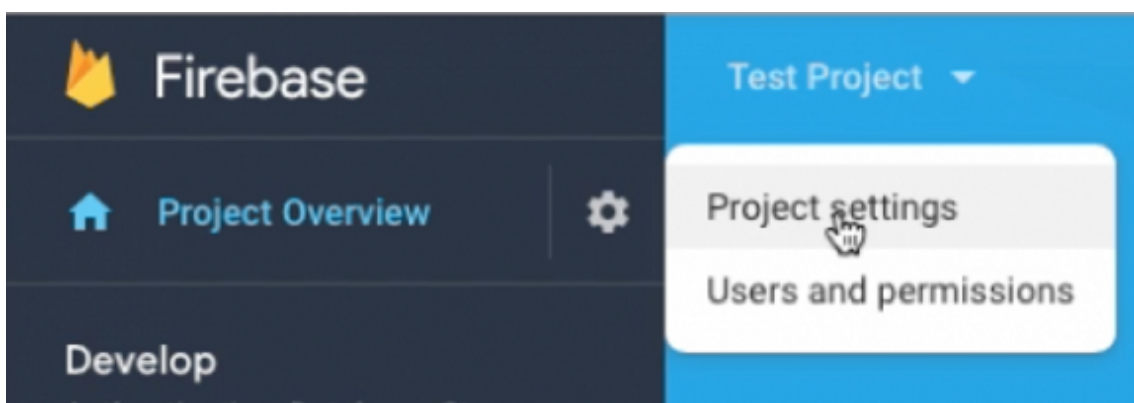 Firebase
Test Project
Project Overview
Project settings
Users and permissions
Develop